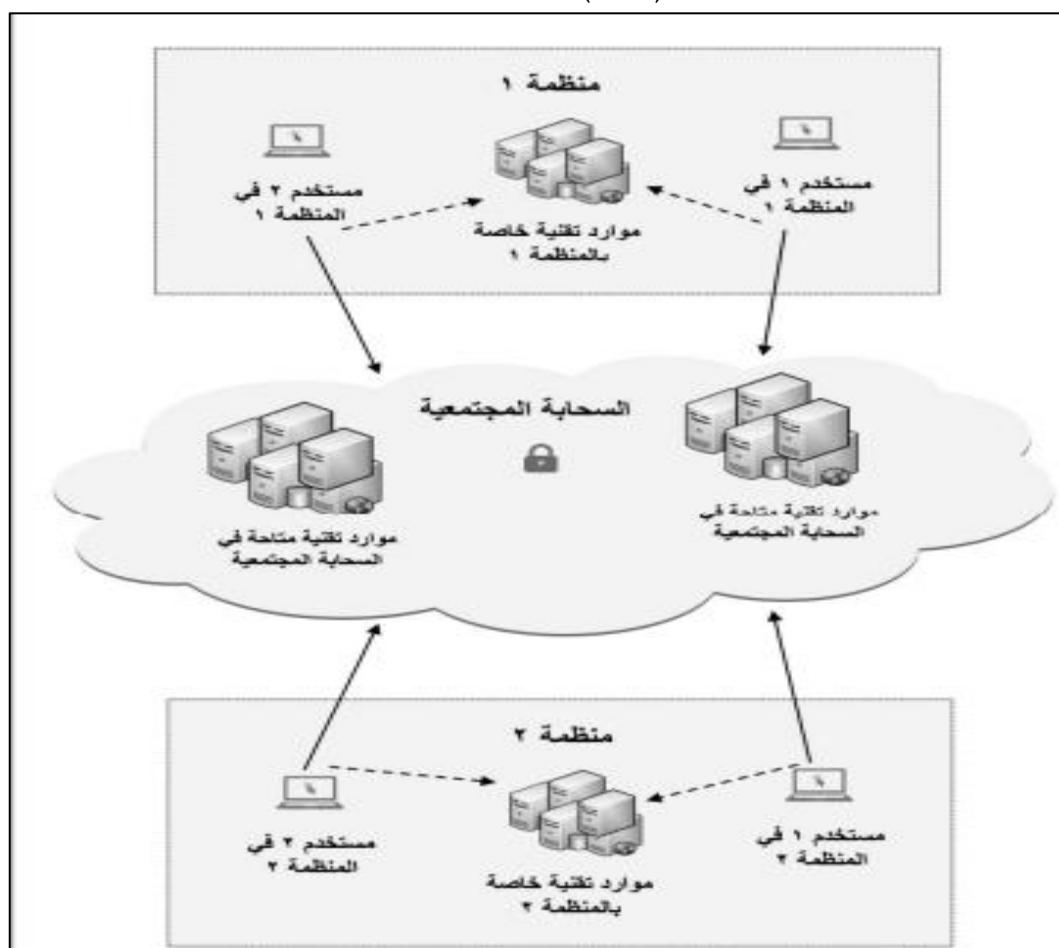 منظمة ١
مستخدم ١ في
المنظمة ١
مستخدم ٢ في
المنظمة ١
موارد تقنية خاصة
بالمنظمة ١
السحابة المجتمعية
موارد تقنية متاحة في
السحابة المجتمعية
موارد تقنية متاحة في
السحابة المجتمعية
منظمة ٢
مستخدم ١ في
المنظمة ٢
مستخدم ٢ في
المنظمة ٢
موارد تقنية خاصة
بالمنظمة ٢